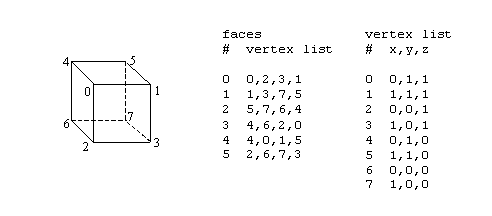 faces vertex list
# vertex list # x,y,z
4 5
0 0,2,3,1 0 0,1,1
0 1
1 1,3,7,5 1 1,1,1
2 5,7,6,4 2 0,0,1
6 7
3 4,6,2,0 3 1,0,1
2 3
4 4,0,1,5 4 0,1,0
5 2,6,7,3 5 1,1,0
6 0,0,0
7 1,0,0